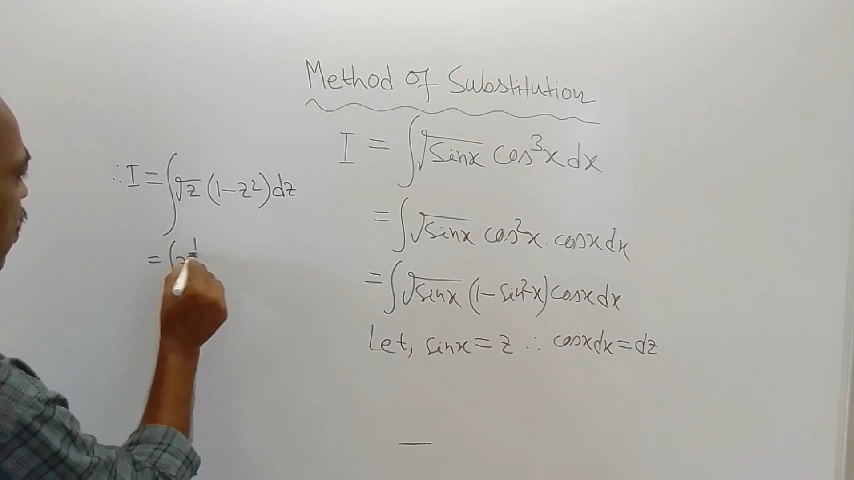 Method of Substitution
I = ∫√sinx cos³x dx
= ∫√sinx cos²x · cosx dx
= ∫√sinx (1-sin²x) cosx dx
Let, sinx = z ∴ cosx dx = dz
∴ I = ∫√z (1-z²) dz
= ∫